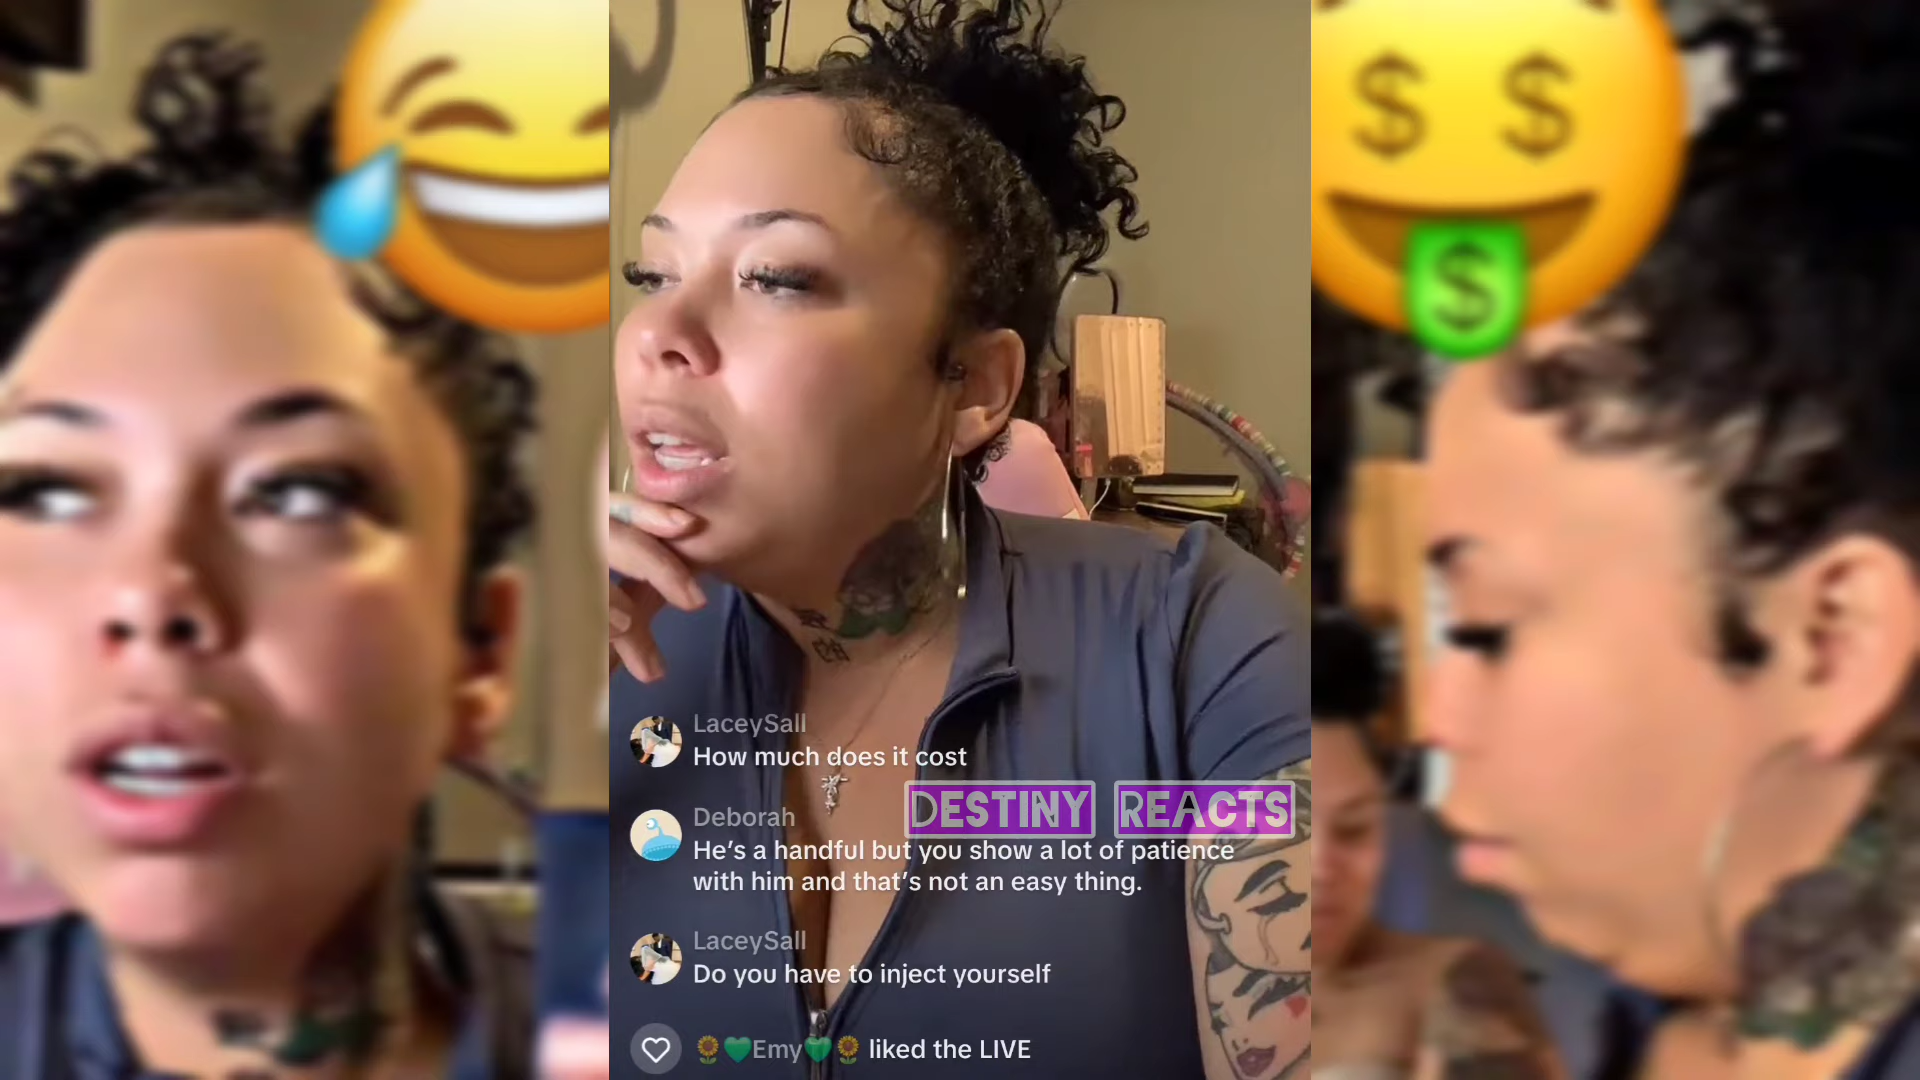 LaceySall
How much does it cost
DESTINY REACTS
Deborah
He's a handful but you show a lot of patience
with him and that's not an easy thing.
LaceySall
Do you have to inject yourself
🌻💚Emy💚🌻 liked the LIVE